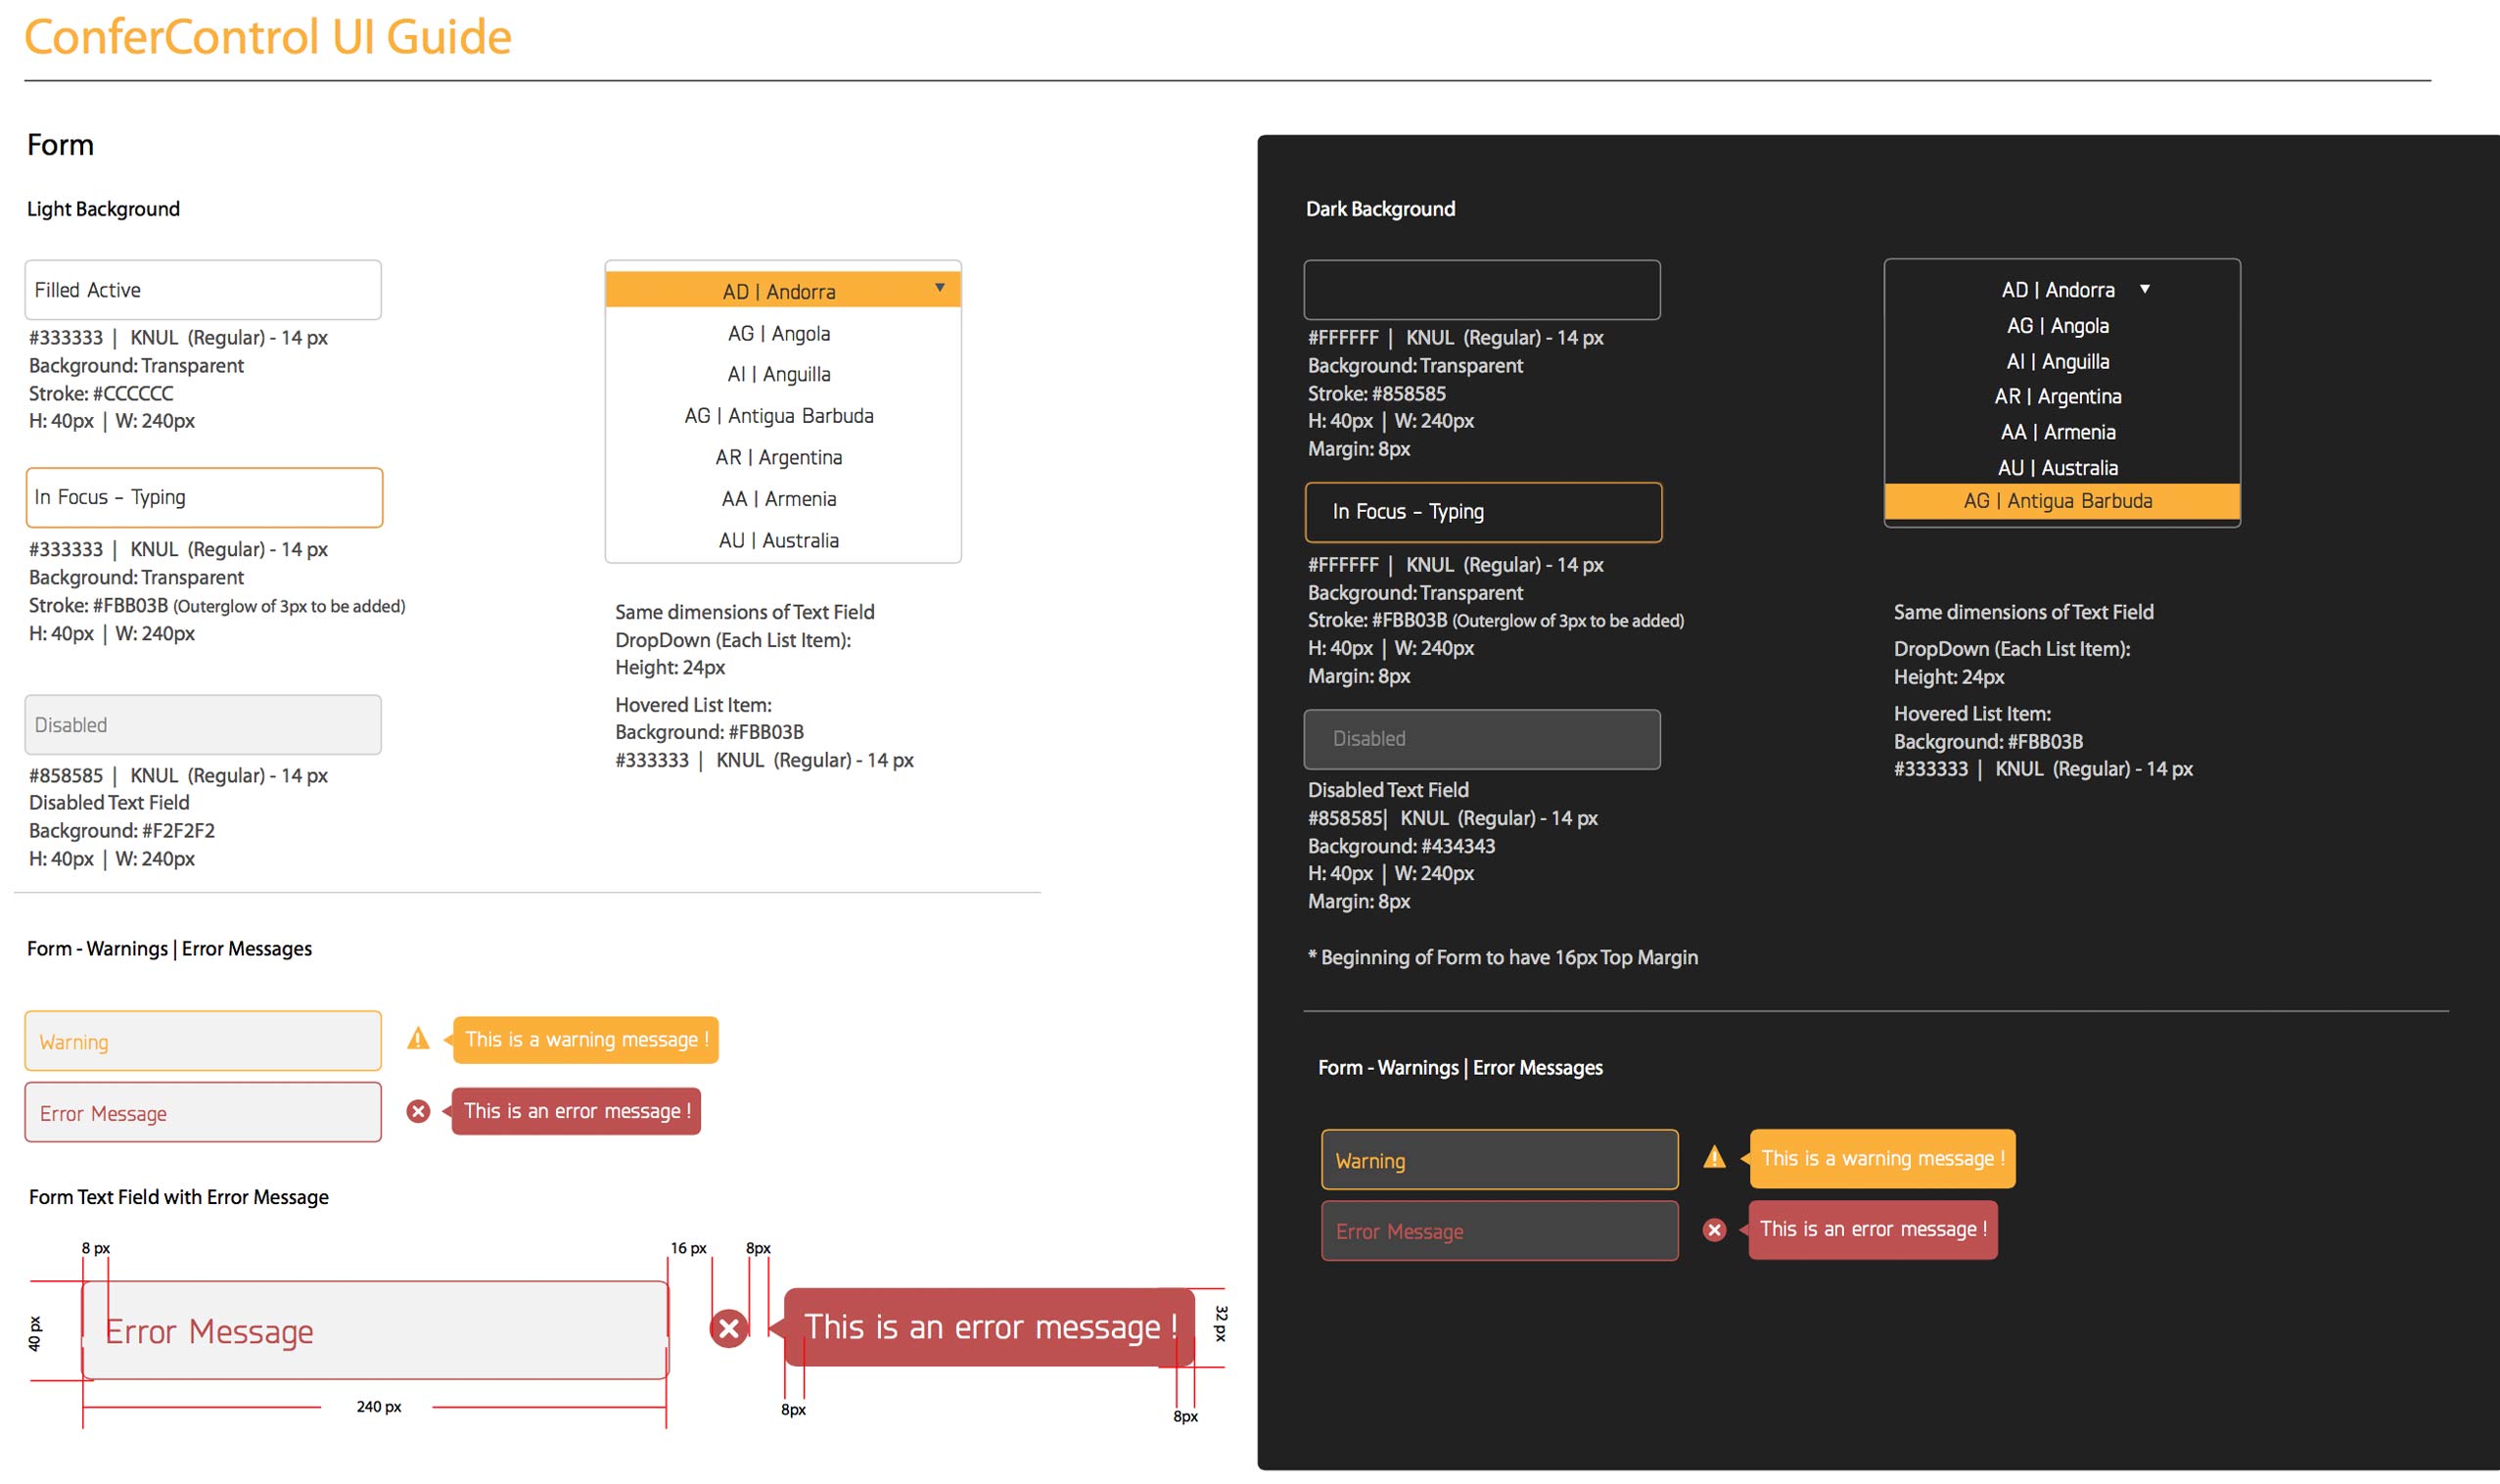 ConferControl UI Guide
Form
Light Background
Filled Active
#333333 | KNUL (Regular) - 14 px
Background: Transparent
Stroke: #CCCCCC
H: 40px | W: 240px
In Focus - Typing
#333333 | KNUL (Regular) - 14 px
Background: Transparent
Stroke: #FBB03B (Outerglow of 3px to be added)
H: 40px | W: 240px
Disabled
#858585 | KNUL (Regular) - 14 px
Disabled Text Field
Background: #F2F2F2
H: 40px | W: 240px
AD | Andorra
AG | Angola
AI | Anguilla
AG | Antigua Barbuda
AR | Argentina
AA | Armenia
AU | Australia
Same dimensions of Text Field
DropDown (Each List Item):
Height: 24px
Hovered List Item:
Background: #FBB03B
#333333 | KNUL (Regular) - 14 px
Form - Warnings | Error Messages
Warning
This is a warning message !
Error Message
This is an error message !
Form Text Field with Error Message
8 px
16 px
8px
40 px
Error Message
This is an error message !
32 px
240 px
8px
8px
Dark Background
#FFFFFF | KNUL (Regular) - 14 px
Background: Transparent
Stroke: #858585
H: 40px | W: 240px
Margin: 8px
In Focus - Typing
#FFFFFF | KNUL (Regular) - 14 px
Background: Transparent
Stroke: #FBB03B (Outerglow of 3px to be added)
H: 40px | W: 240px
Margin: 8px
Disabled
Disabled Text Field
#858585| KNUL (Regular) - 14 px
Background: #434343
H: 40px | W: 240px
Margin: 8px
* Beginning of Form to have 16px Top Margin
AD | Andorra
AG | Angola
AI | Anguilla
AR | Argentina
AA | Armenia
AU | Australia
AG | Antigua Barbuda
Same dimensions of Text Field
DropDown (Each List Item):
Height: 24px
Hovered List Item:
Background: #FBB03B
#333333 | KNUL (Regular) - 14 px
Form - Warnings | Error Messages
Warning
This is a warning message !
Error Message
This is an error message !